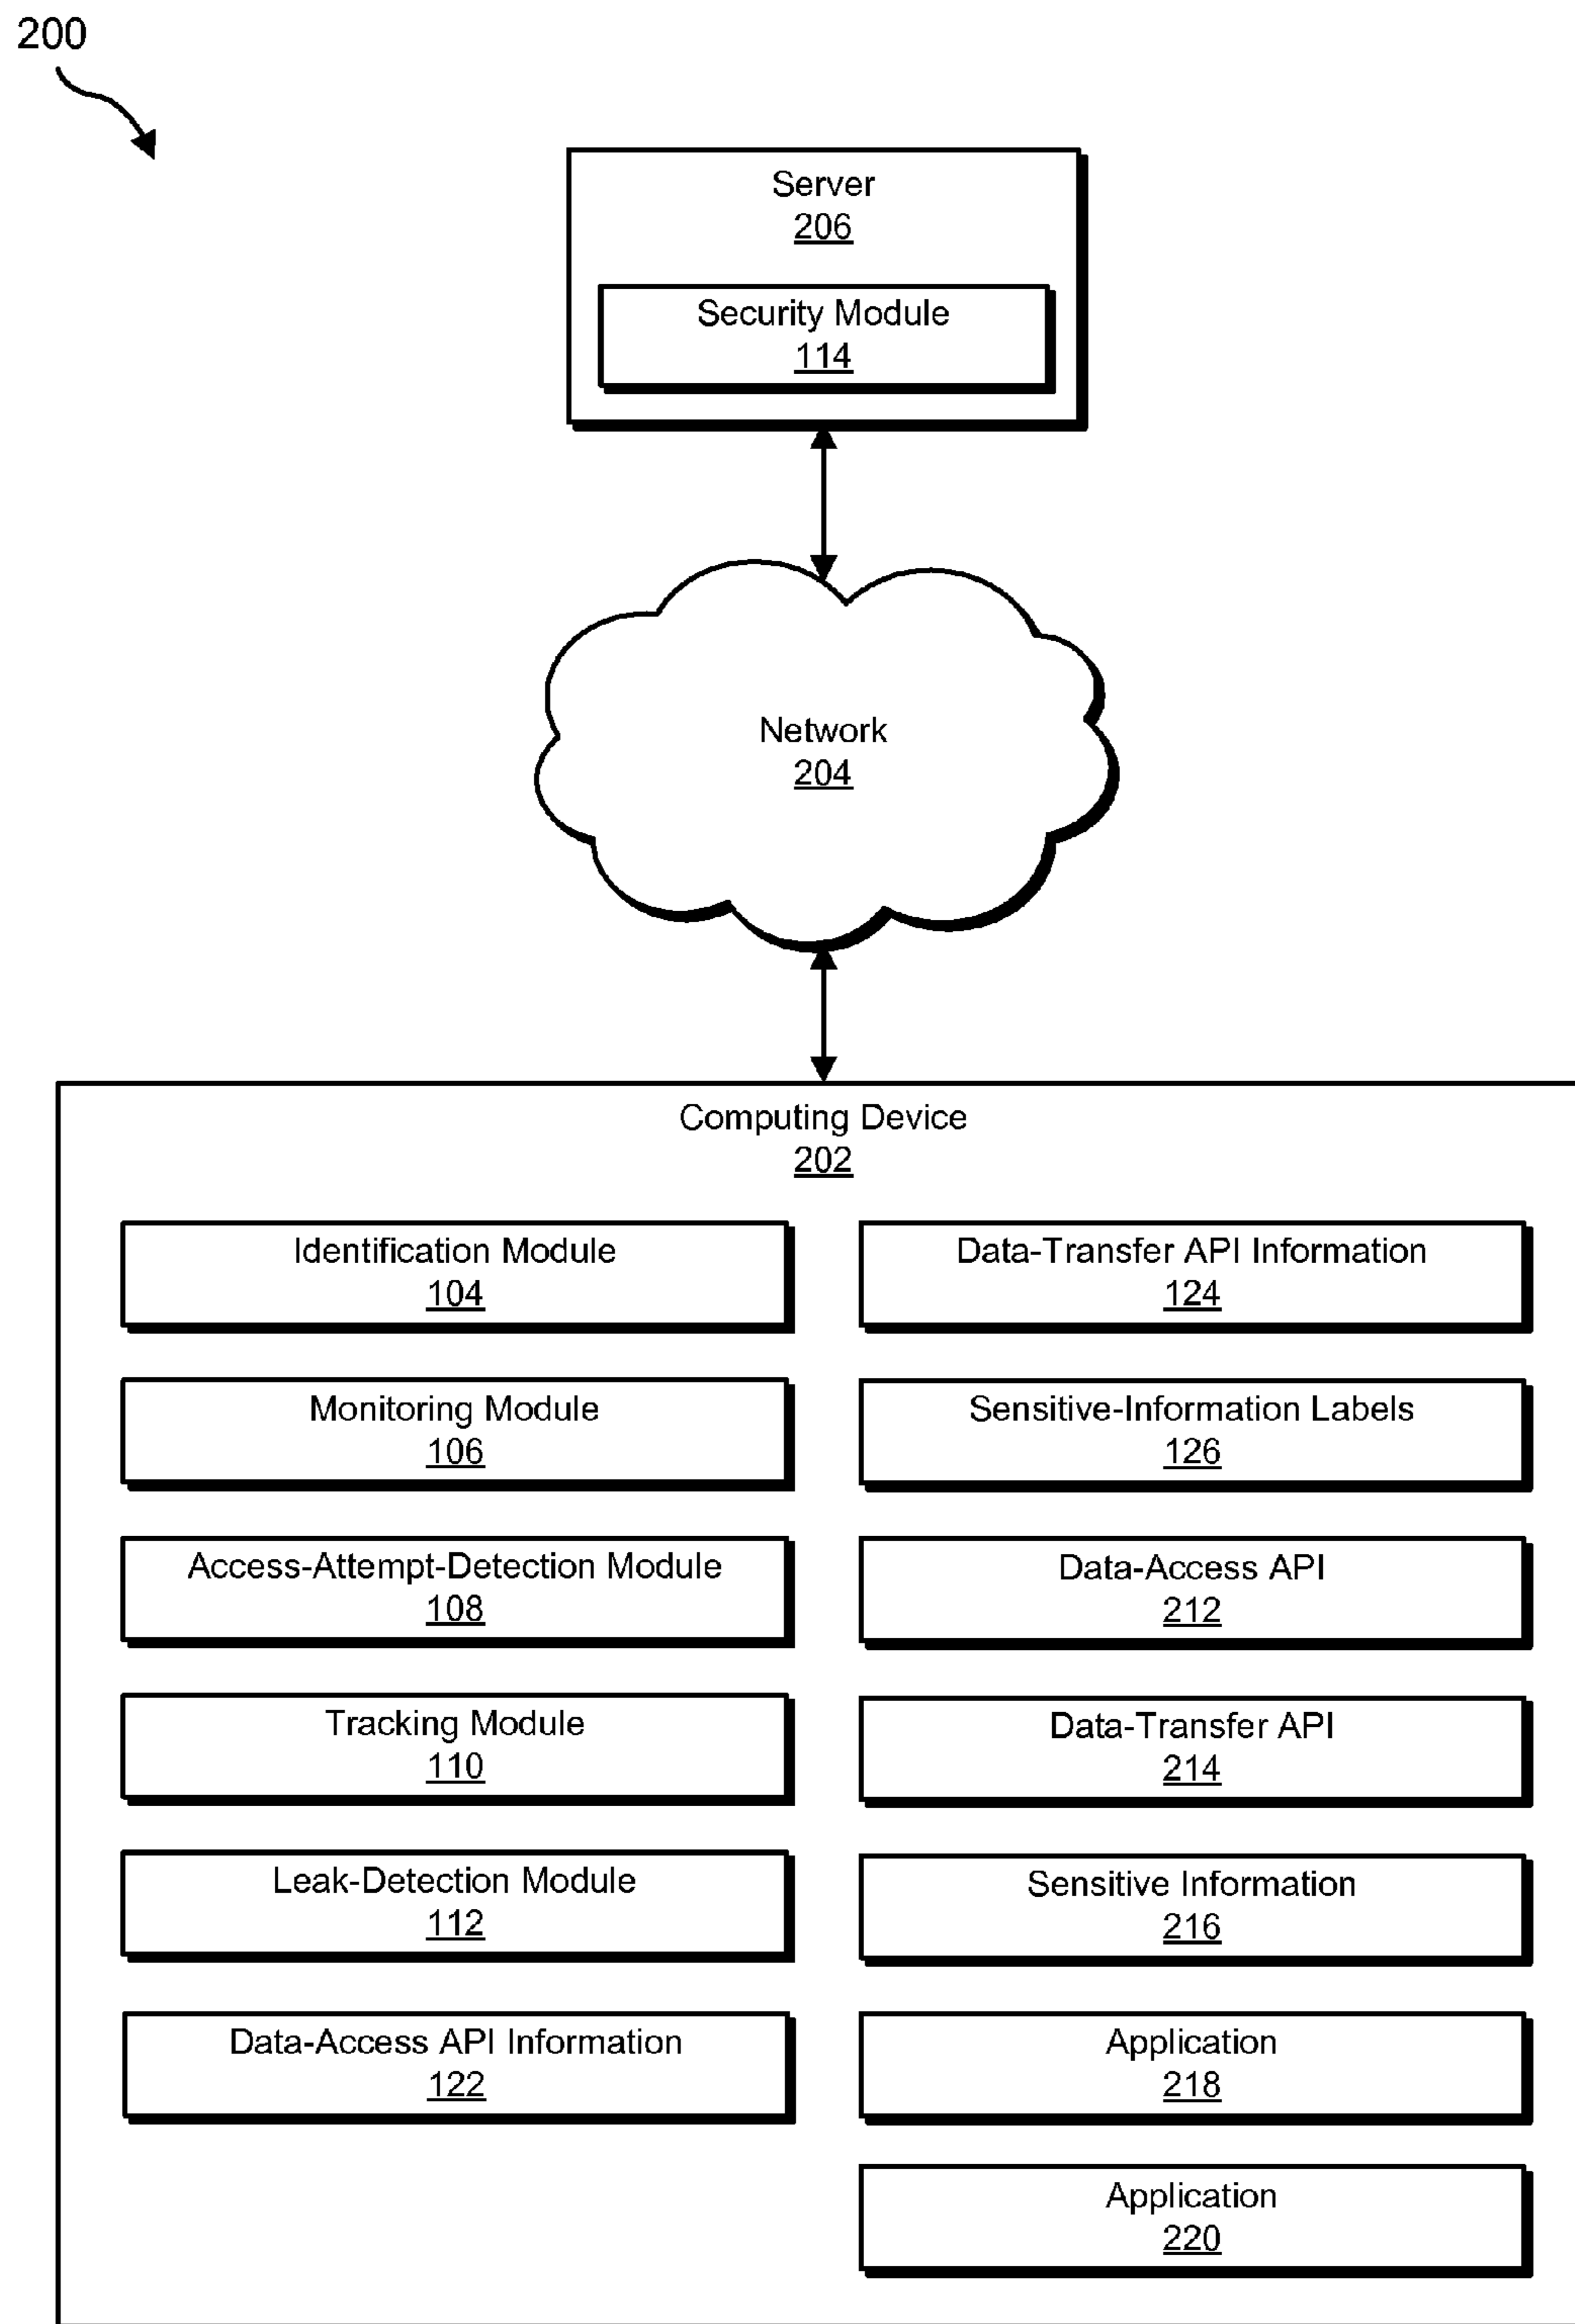 200
Server
206
Security Module
114
Network
204
Computing Device
202
Identification Module
104
Monitoring Module
106
Access-Attempt-Detection Module
108
Tracking Module
110
Leak-Detection Module
112
Data-Access API Information
122
Data-Transfer API Information
124
Sensitive-Information Labels
126
Data-Access API
212
Data-Transfer API
214
Sensitive Information
216
Application
218
Application
220